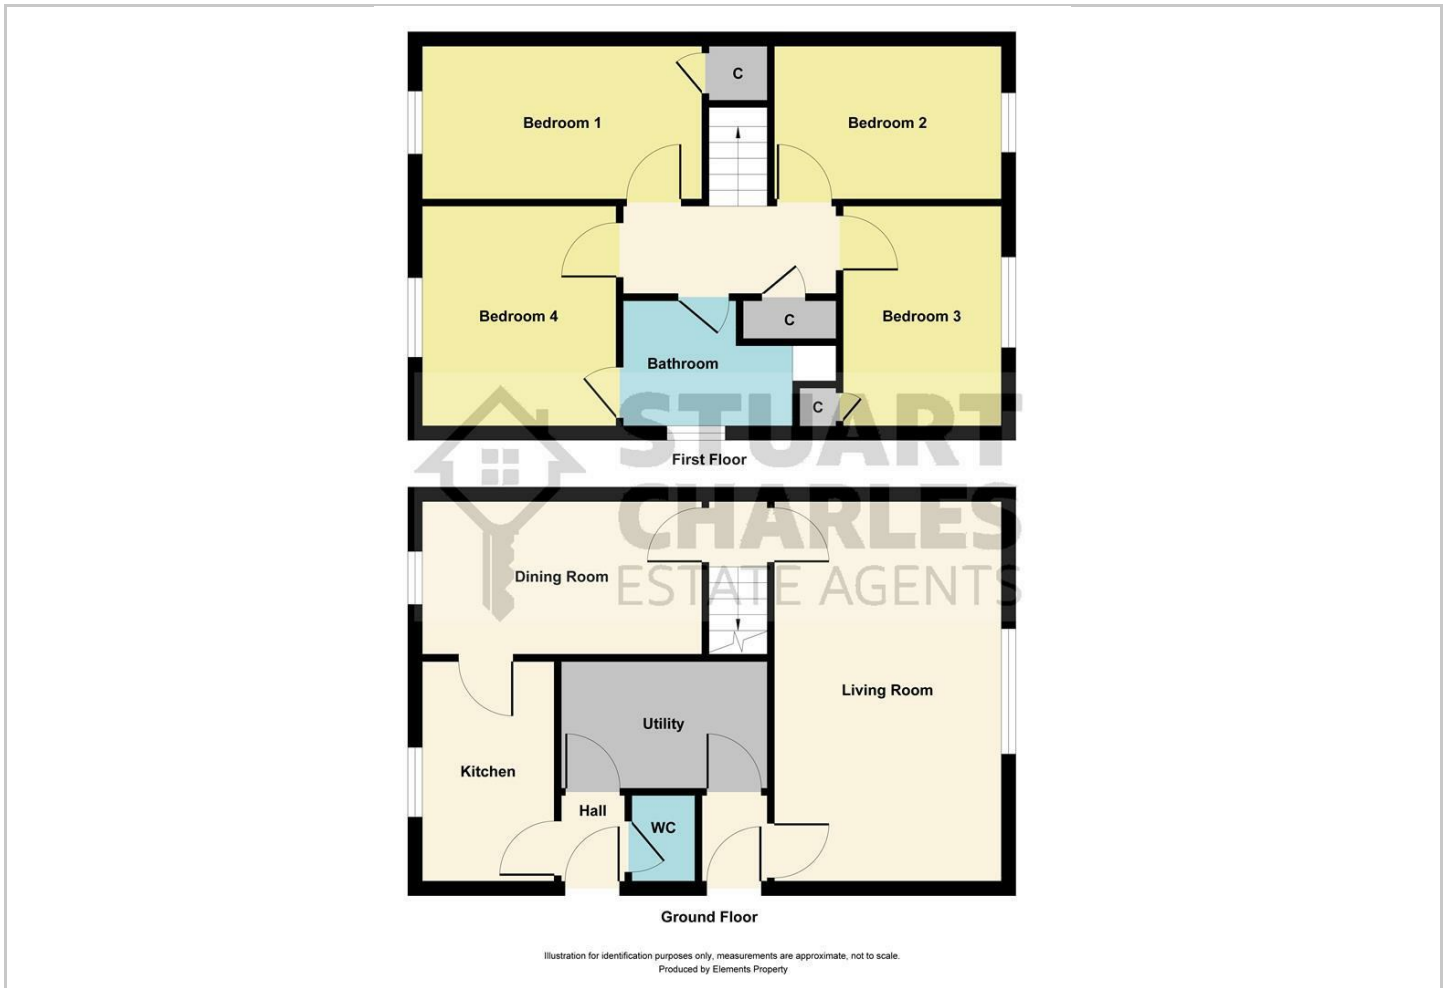 Bedroom 1
C
Bedroom 2
Bedroom 4
C
Bedroom 3
Bathroom
C
First Floor
STUART
CHARLES
ESTATE AGENTS
Dining Room
Living Room
Utility
Kitchen
Hall
WC
Ground Floor
Illustration for identification purposes only, measurements are approximate, not to scale.
Produced by Elements Property